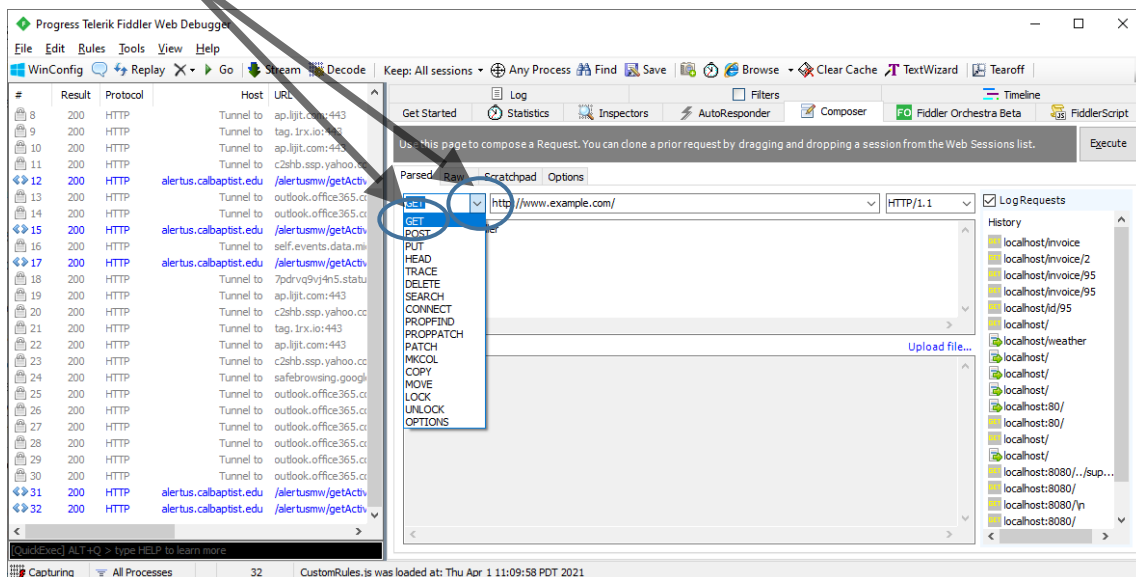 Progress Telerik Fiddler Web Debugger
File Edit Rules Tools View Help
WinConfig Replay X Go Stream Decode Keep: All sessions Any Process Find Save Browse Clear Cache TextWizard Tearoff
# Result Protocol Host URL
8 200 HTTP Tunnel to ap.lijit.com:443
9 200 HTTP Tunnel to tag.1rx.io:443
10 200 HTTP Tunnel to ap.lijit.com:443
11 200 HTTP Tunnel to c2shb.ssp.yahoo.cc
12 200 HTTP alertus.calbaptist.edu /alertusmw/getActiv
13 200 HTTP Tunnel to outlook.office365.co
14 200 HTTP Tunnel to outlook.office365.co
15 200 HTTP alertus.calbaptist.edu /alertusmw/getActiv
16 200 HTTP Tunnel to self.events.data.mi
17 200 HTTP alertus.calbaptist.edu /alertusmw/getActiv
18 200 HTTP Tunnel to 7pdrvq9vj4n5.statu
19 200 HTTP Tunnel to ap.lijit.com:443
20 200 HTTP Tunnel to c2shb.ssp.yahoo.cc
21 200 HTTP Tunnel to tag.1rx.io:443
22 200 HTTP Tunnel to ap.lijit.com:443
23 200 HTTP Tunnel to c2shb.ssp.yahoo.cc
24 200 HTTP Tunnel to safebrowsing.googl
25 200 HTTP Tunnel to outlook.office365.co
26 200 HTTP Tunnel to outlook.office365.co
27 200 HTTP Tunnel to outlook.office365.co
28 200 HTTP Tunnel to outlook.office365.co
29 200 HTTP Tunnel to outlook.office365.co
30 200 HTTP Tunnel to outlook.office365.co
31 200 HTTP alertus.calbaptist.edu /alertusmw/getActiv
32 200 HTTP alertus.calbaptist.edu /alertusmw/getActiv
[QuickExec] ALT+Q > type HELP to learn more
Log Filters Timeline
Get Started Statistics Inspectors AutoResponder Composer FO Fiddler Orchestra Beta FiddlerScript
Use this page to compose a Request. You can clone a prior request by dragging and dropping a session from the Web Sessions list.
Execute
Parsed Raw Scratchpad Options
GET http://www.example.com/ HTTP/1.1
GET
POST
PUT
HEAD
TRACE
DELETE
SEARCH
CONNECT
PROPFIND
PROPPATCH
PATCH
MKCOL
COPY
MOVE
LOCK
UNLOCK
OPTIONS
ler
Upload file...
Log Requests
History
localhost/invoice
localhost/invoice/2
localhost/invoice/95
localhost/invoice/95
localhost/id/95
localhost/
localhost/weather
localhost/
localhost/
localhost/
localhost:80/
localhost:80/
localhost/
localhost/
localhost:8080/../sup...
localhost:8080/
localhost:8080/\n
localhost:8080/
Capturing All Processes 32 CustomRules.js was loaded at: Thu Apr 1 11:09:58 PDT 2021